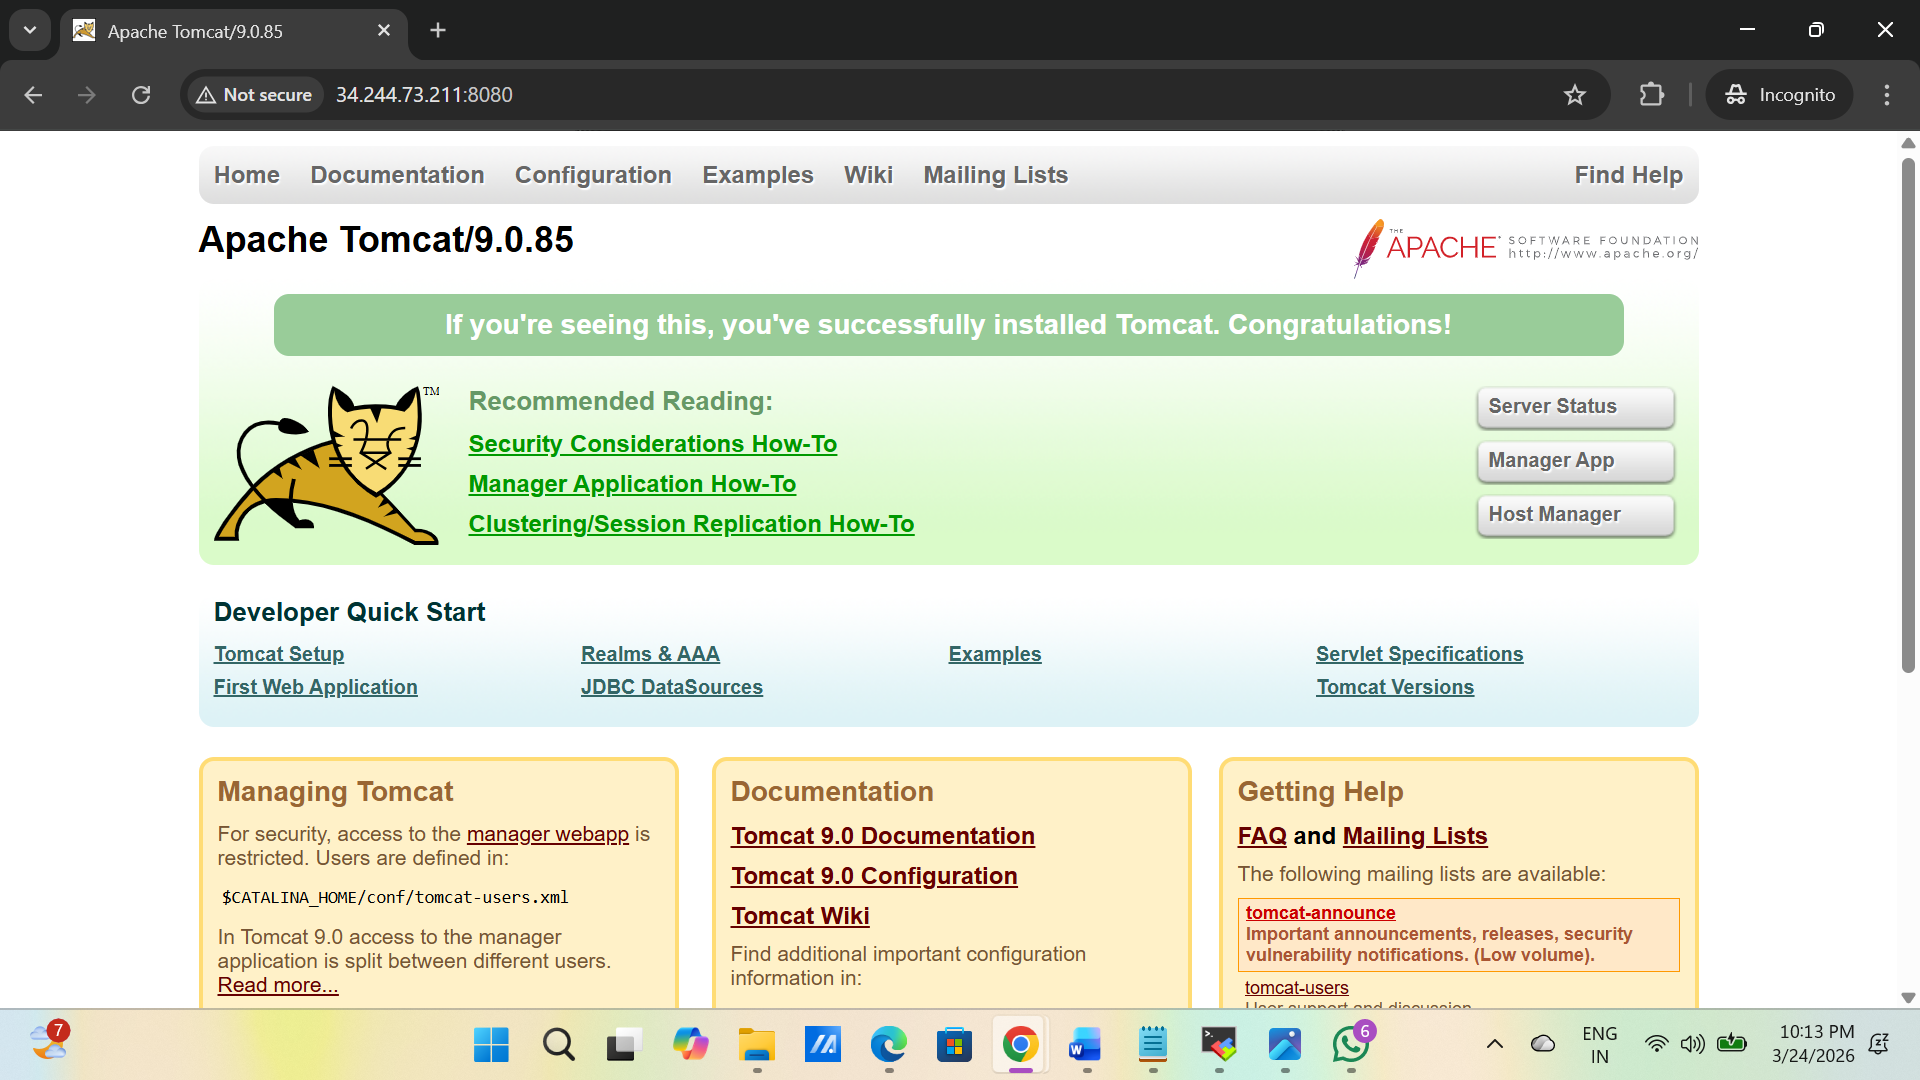 Apache Tomcat/9.0.85
Not secure
34.244.73.211:8080
Incognito
Home Documentation Configuration Examples Wiki Mailing Lists Find Help
Apache Tomcat/9.0.85
THE APACHE® SOFTWARE FOUNDATION
http://www.apache.org/
If you're seeing this, you've successfully installed Tomcat. Congratulations!
TM
Recommended Reading:
Security Considerations How-To
Manager Application How-To
Clustering/Session Replication How-To
Server Status
Manager App
Host Manager
Developer Quick Start
Tomcat Setup
First Web Application
Realms & AAA
JDBC DataSources
Examples
Servlet Specifications
Tomcat Versions
Managing Tomcat
For security, access to the manager webapp is
restricted. Users are defined in:
$CATALINA_HOME/conf/tomcat-users.xml
In Tomcat 9.0 access to the manager
application is split between different users.
Read more...
Documentation
Tomcat 9.0 Documentation
Tomcat 9.0 Configuration
Tomcat Wiki
Find additional important configuration
information in:
Getting Help
FAQ and Mailing Lists
The following mailing lists are available:
tomcat-announce
Important announcements, releases, security
vulnerability notifications. (Low volume).
tomcat-users
User support and discussion
7
W
6
ENG
IN
10:13 PM
3/24/2026